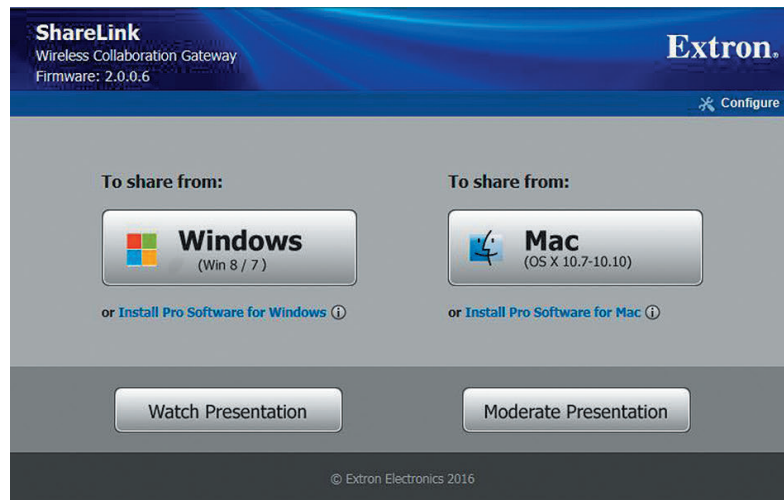 ShareLink
Wireless Collaboration Gateway
Firmware: 2.0.0.6
Extron®
Configure
To share from:
Windows
(Win 8 / 7 )
or Install Pro Software for Windows ⓘ
To share from:
Mac
(OS X 10.7-10.10)
or Install Pro Software for Mac ⓘ
Watch Presentation
Moderate Presentation
© Extron Electronics 2016